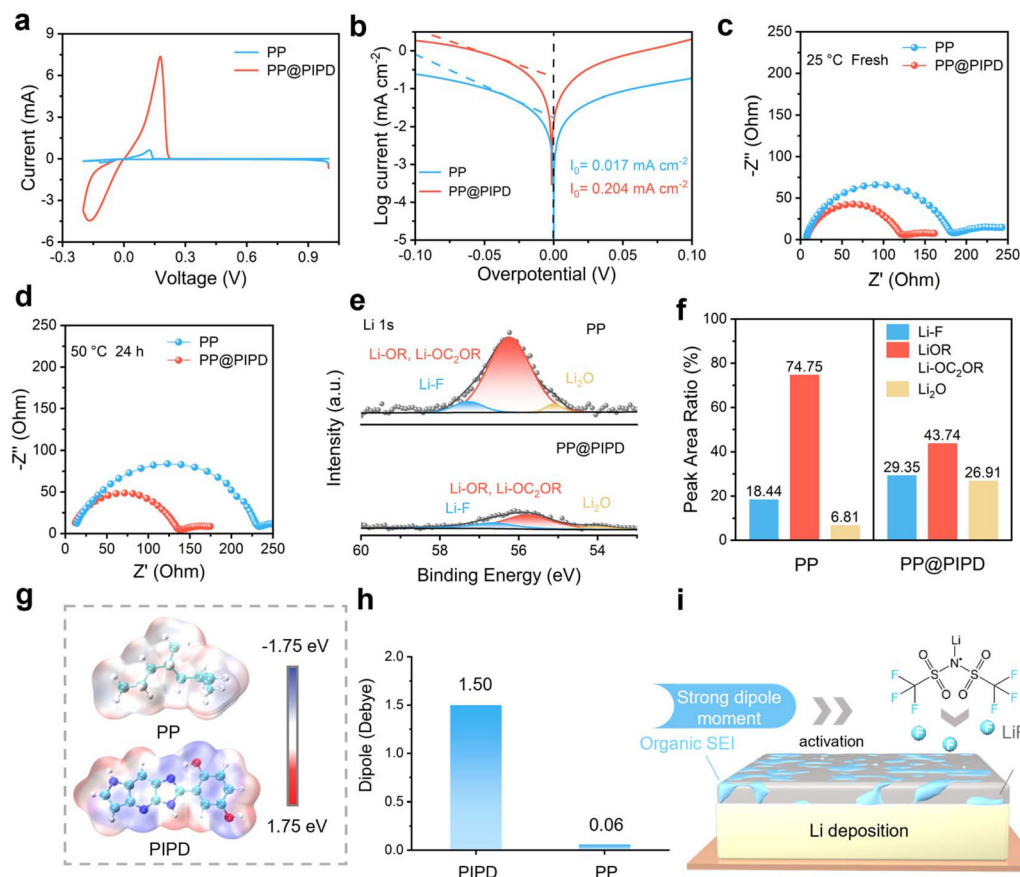 a
Current (mA)
9
6
3
0
-3
-6
-0.3
0.0
0.3
0.6
0.9
Voltage (V)
PP
PP@PIPD
b
Log current (mA cm⁻²)
1
0
-1
-2
-3
-4
-5
-0.10
-0.05
0.00
0.05
0.10
Overpotential (V)
PP
PP@PIPD
I₀= 0.017 mA cm⁻²
I₀= 0.204 mA cm⁻²
c
-Z'' (Ohm)
250
200
150
100
50
0
0
50
100
150
200
250
Z' (Ohm)
25 °C Fresh
PP
PP@PIPD
d
-Z'' (Ohm)
250
200
150
100
50
0
0
50
100
150
200
250
Z' (Ohm)
50 °C 24 h
PP
PP@PIPD
e
Intensity (a.u.)
Li 1s
PP
Li-OR, Li-OC₂OR
Li-F
Li₂O
PP@PIPD
Li-OR, Li-OC₂OR
Li-F
Li₂O
60
58
56
54
Binding Energy (eV)
f
Peak Area Ratio (%)
100
80
60
40
20
0
18.44
74.75
6.81
29.35
43.74
26.91
Li-F
LiOR
Li-OC₂OR
Li₂O
PP
PP@PIPD
g
PP
PIPD
-1.75 eV
1.75 eV
h
Dipole (Debye)
2.0
1.5
1.0
0.5
0.0
1.50
0.06
PIPD
PP
i
Strong dipole
moment
Organic SEI
activation
Li
N
O
S
S
O
O
O
F
F
F
F
F
F
F
F
F
Li deposition